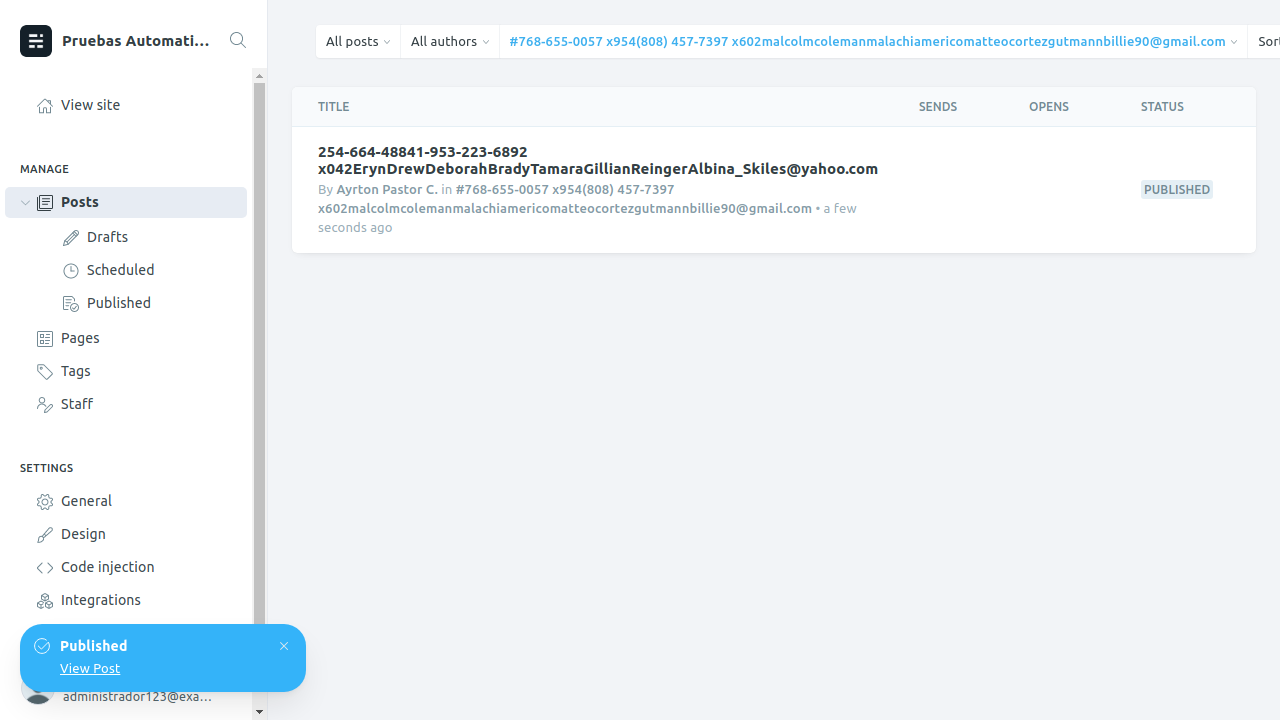 Pruebas Automati...
View site
MANAGE
Posts
Drafts
Scheduled
Published
Pages
Tags
Staff
SETTINGS
General
Design
Code injection
Integrations
Published
View Post
administrador123@exa...
All posts
All authors
#768-655-0057 x954(808) 457-7397 x602malcolmcolemanmalachiamericomatteocortezgutmannbillie90@gmail.com
Sort
TITLE SENDS OPENS STATUS
254-664-48841-953-223-6892
x042ErynDrewDeborahBradyTamaraGillianReingerAlbina_Skiles@yahoo.com
By Ayrton Pastor C. in #768-655-0057 x954(808) 457-7397
x602malcolmcolemanmalachiamericomatteocortezgutmannbillie90@gmail.com • a few
seconds ago
PUBLISHED